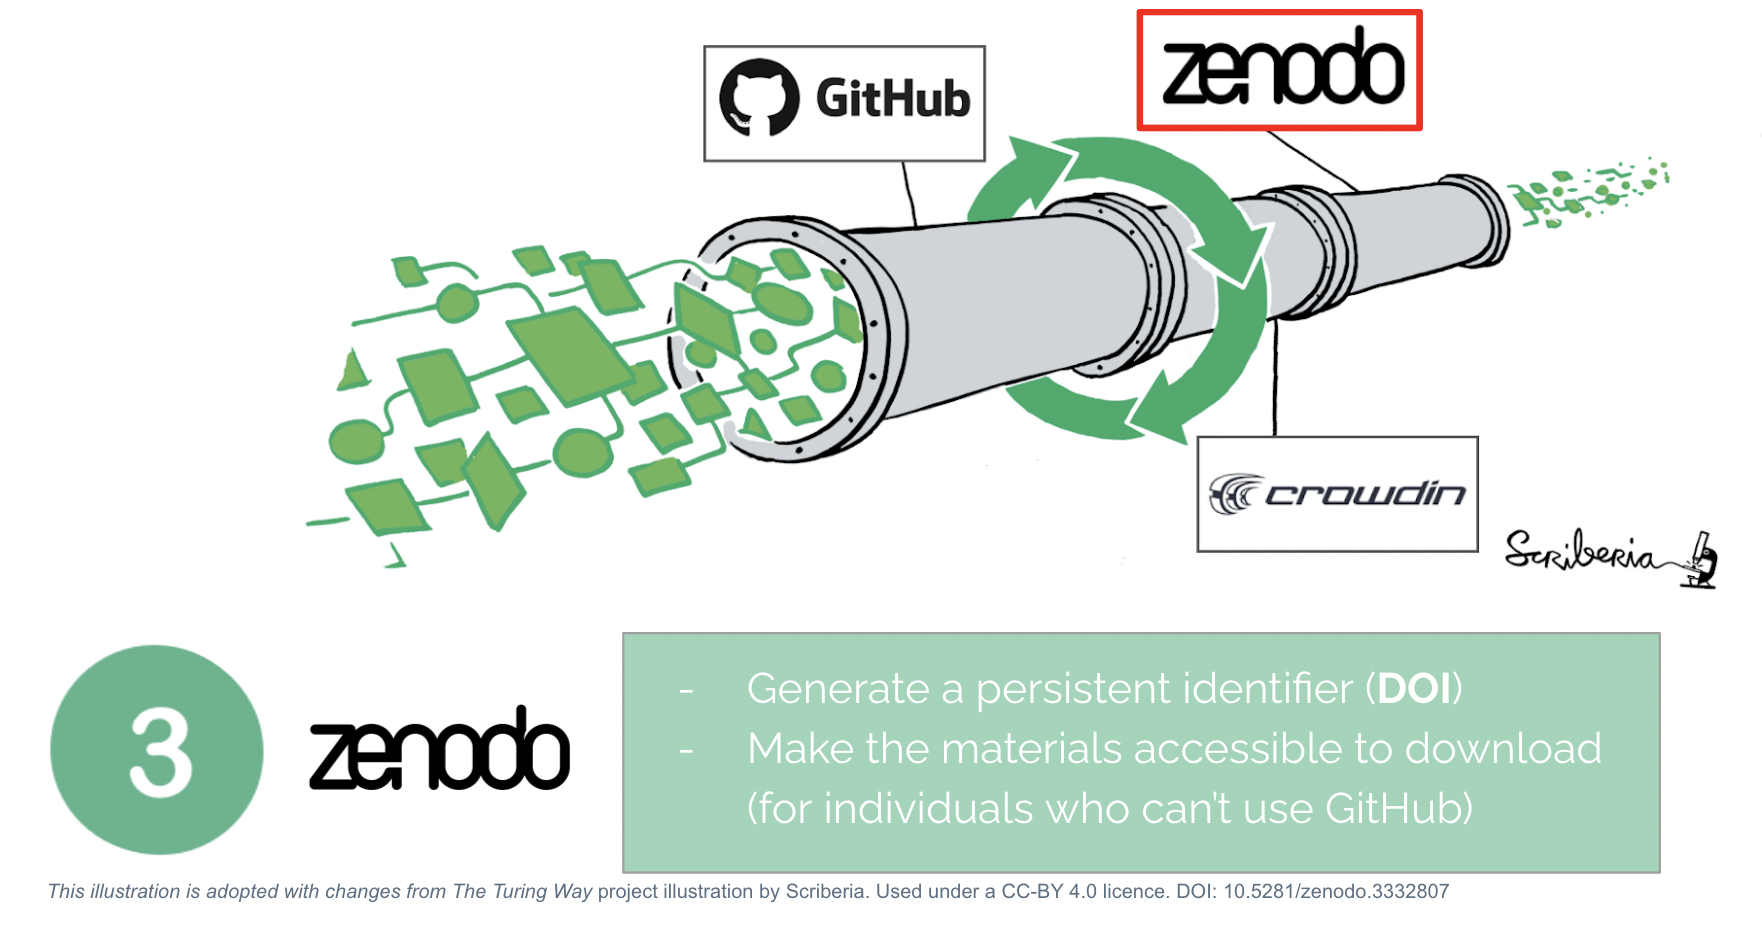 GitHub
zenodo
crowdin
Scriberia
3
zenodo
- Generate a persistent identifier (DOI)
- Make the materials accessible to download
(for individuals who can't use GitHub)
This illustration is adopted with changes from The Turing Way project illustration by Scriberia. Used under a CC-BY 4.0 licence. DOI: 10.5281/zenodo.3332807